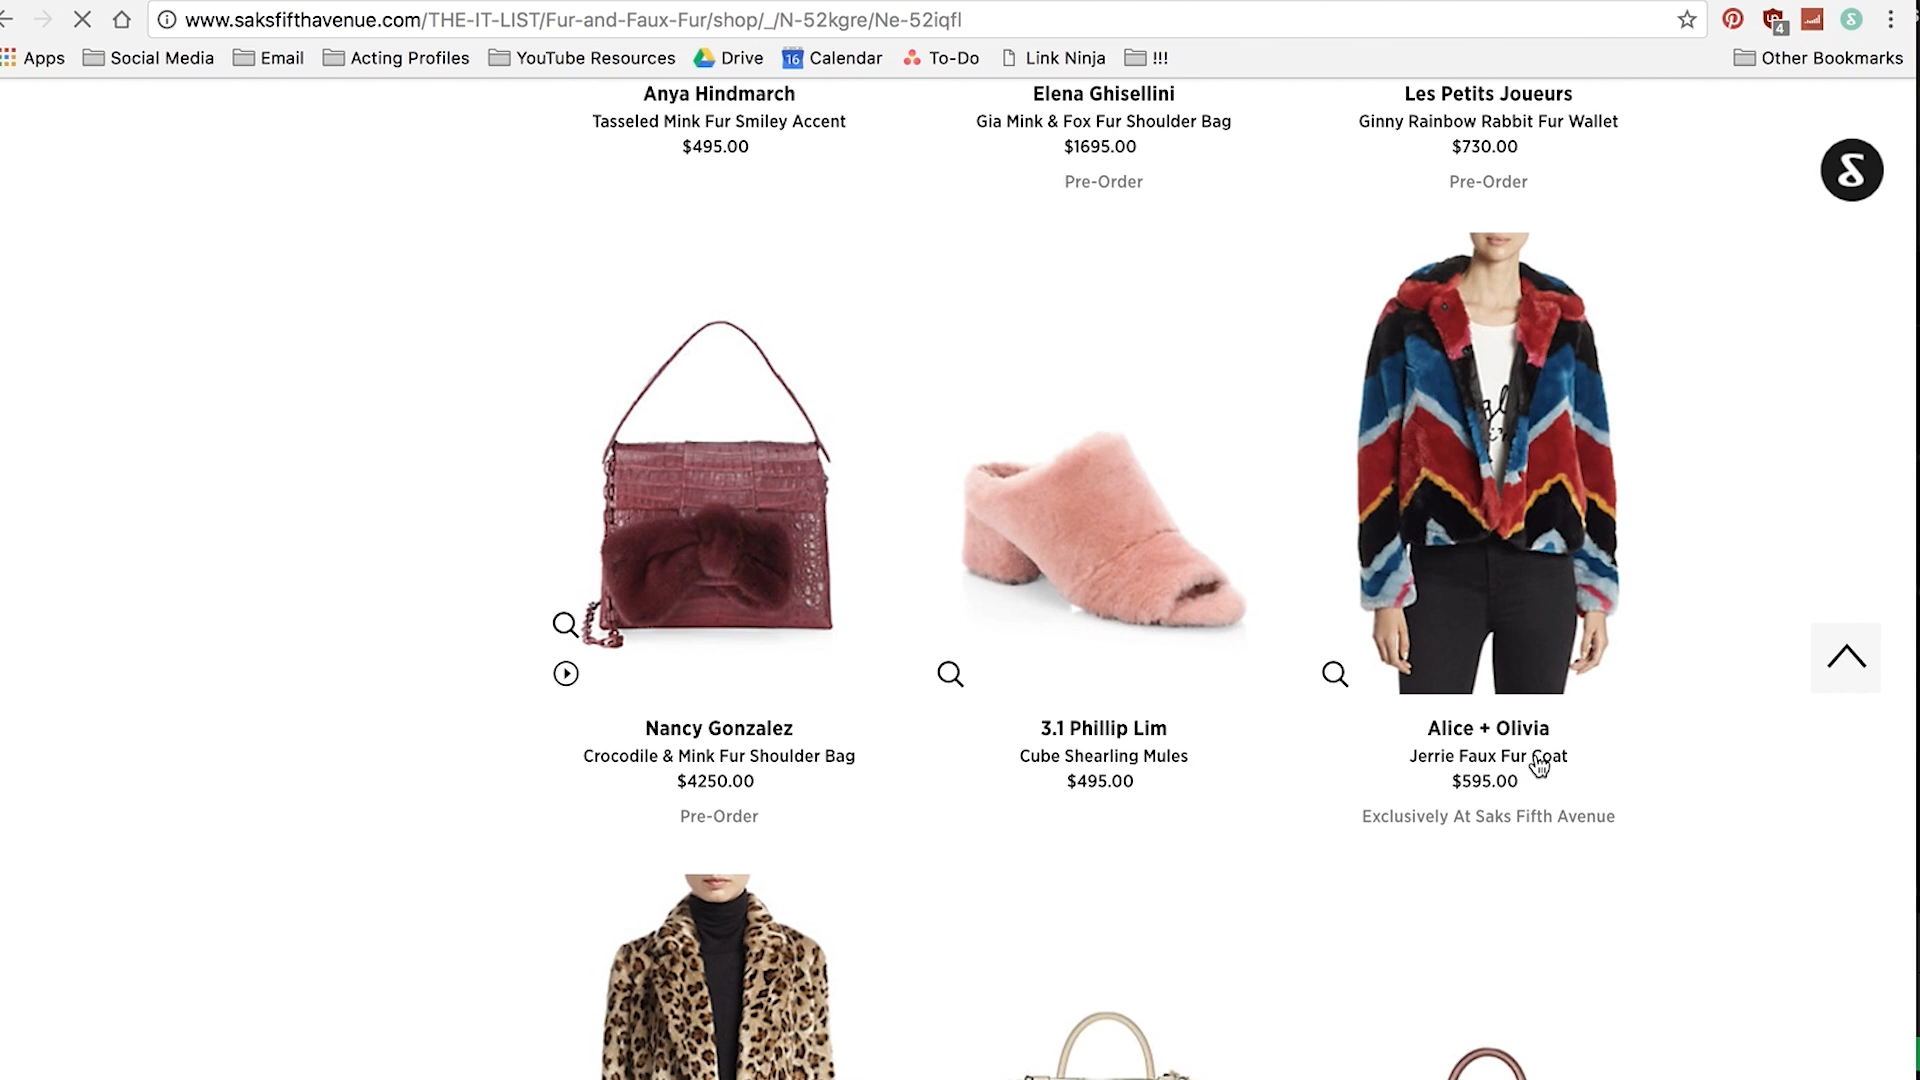 www.saksfifthavenue.com/THE-IT-LIST/Fur-and-Faux-Fur/shop/_/N-52kgre/Ne-52iqfl
4
Apps Social Media Email Acting Profiles YouTube Resources Drive 16 Calendar To-Do Link Ninja !!! Other Bookmarks
Anya Hindmarch
Tasseled Mink Fur Smiley Accent
$495.00
Elena Ghisellini
Gia Mink & Fox Fur Shoulder Bag
$1695.00
Pre-Order
Les Petits Joueurs
Ginny Rainbow Rabbit Fur Wallet
$730.00
Pre-Order
Nancy Gonzalez
Crocodile & Mink Fur Shoulder Bag
$4250.00
Pre-Order
3.1 Phillip Lim
Cube Shearling Mules
$495.00
Alice + Olivia
Jerrie Faux Fur Coat
$595.00
Exclusively At Saks Fifth Avenue